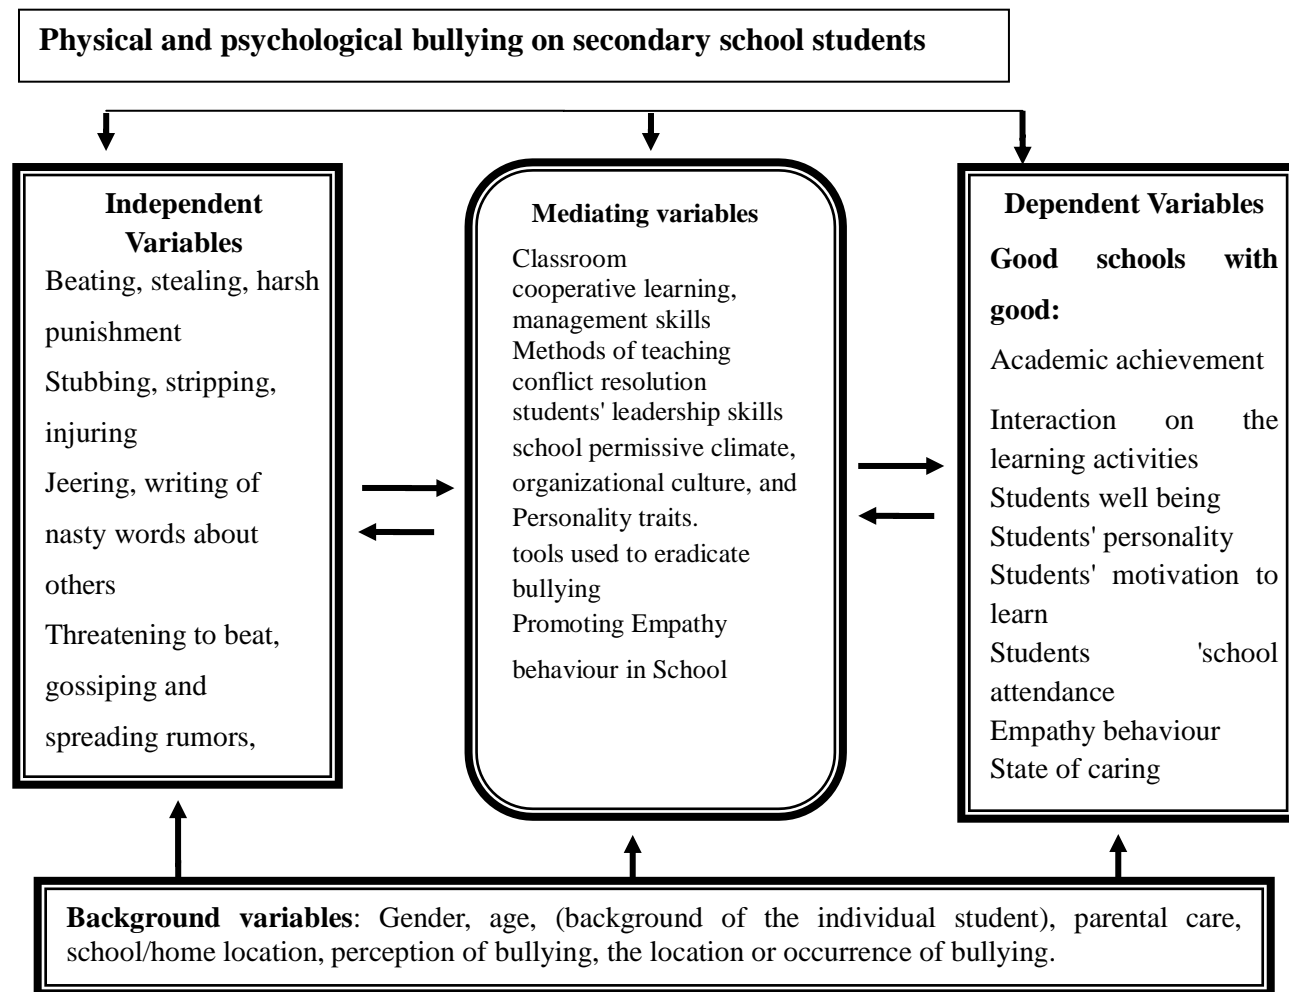 Physical and psychological bullying on secondary school students
Independent
Variables
Beating, stealing, harsh
punishment
Stubbing, stripping,
injuring
Jeering, writing of
nasty words about
others
Threatening to beat,
gossiping and
spreading rumors,
Mediating variables
Classroom
cooperative learning,
management skills
Methods of teaching
conflict resolution
students' leadership skills
school permissive climate,
organizational culture, and
Personality traits.
tools used to eradicate
bullying
Promoting Empathy
behaviour in School
Dependent Variables
Good schools with
good:
Academic achievement
Interaction on the
learning activities
Students well being
Students' personality
Students' motivation to
learn
Students 'school
attendance
Empathy behaviour
State of caring
Background variables: Gender, age, (background of the individual student), parental care,
school/home location, perception of bullying, the location or occurrence of bullying.